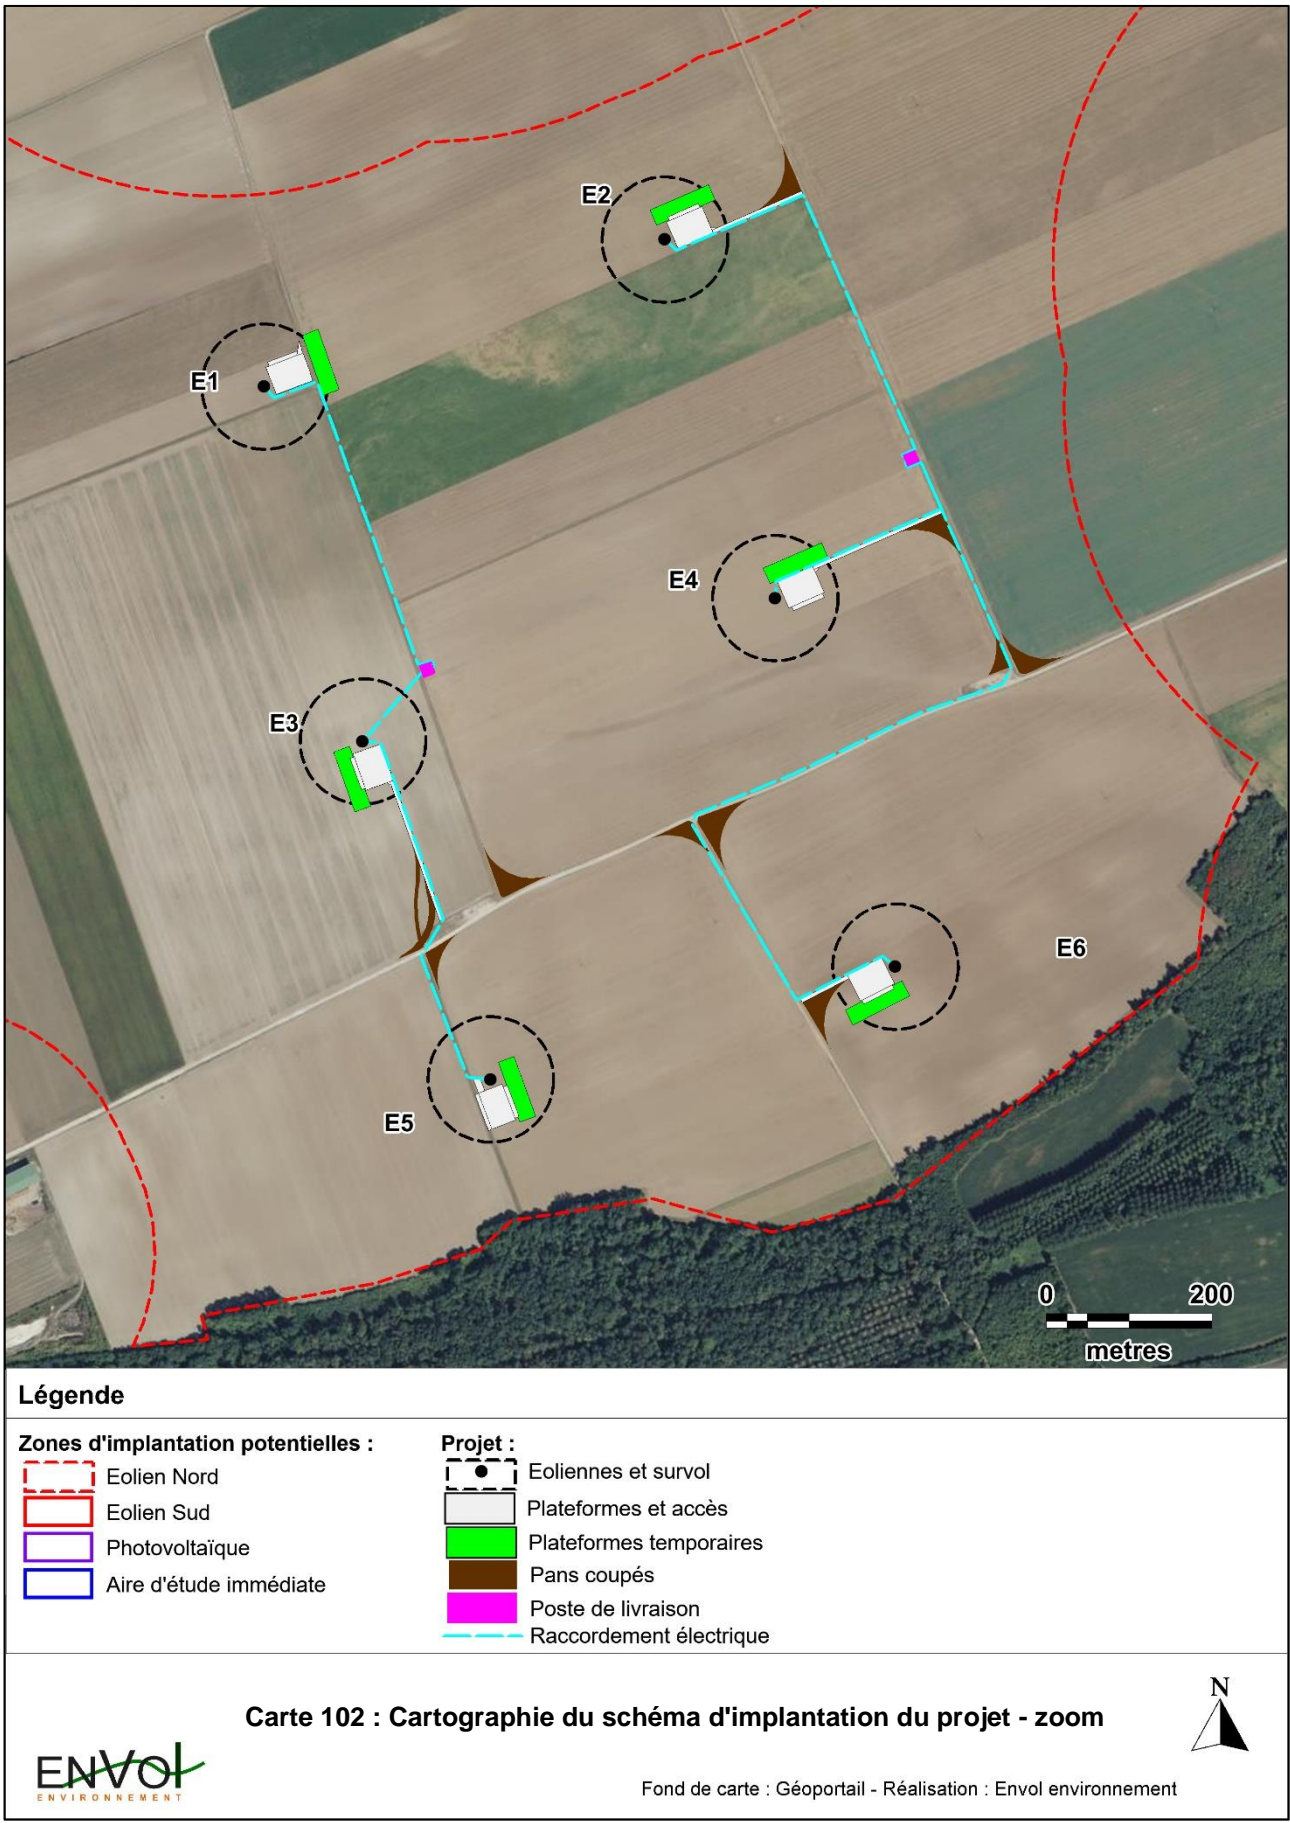 E2
E1
E4
E3
E6
E5
0 200
metres
Légende
Zones d'implantation potentielles :
Eolien Nord
Eolien Sud
Photovoltaïque
Aire d'étude immédiate
Projet :
Eoliennes et survol
Plateformes et accès
Plateformes temporaires
Pans coupés
Poste de livraison
Raccordement électrique
N
Carte 102 : Cartographie du schéma d'implantation du projet - zoom
ENVOl
ENVIRONNEMENT
Fond de carte : Géoportail - Réalisation : Envol environnement